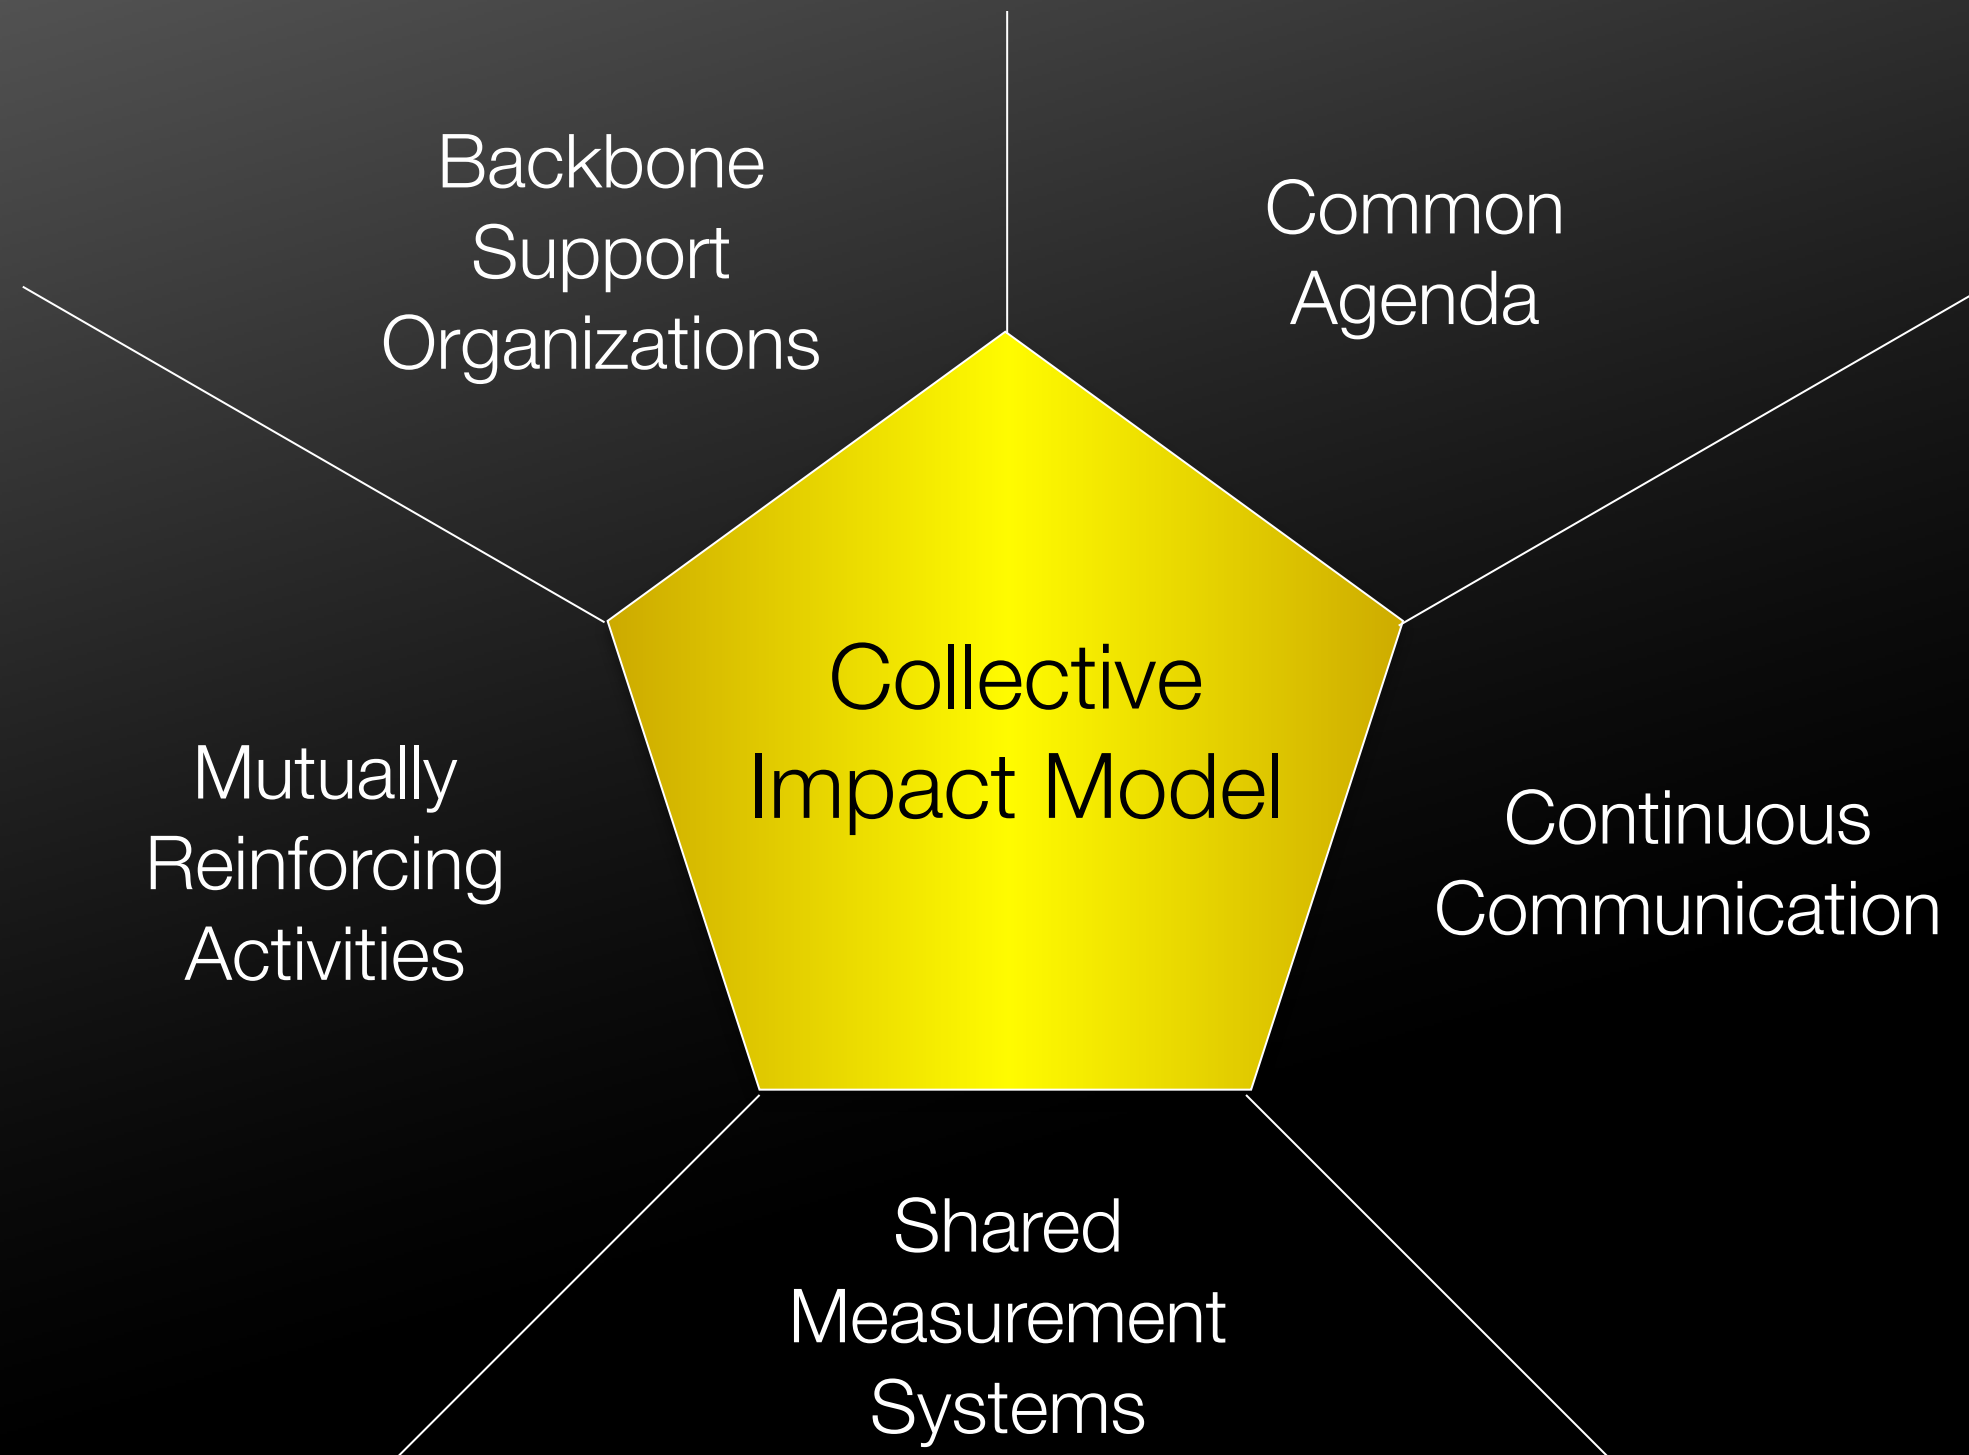 Backbone
Support
Organizations
Common
Agenda
Collective
Impact Model
Mutually
Reinforcing
Activities
Continuous
Communication
Shared
Measurement
Systems